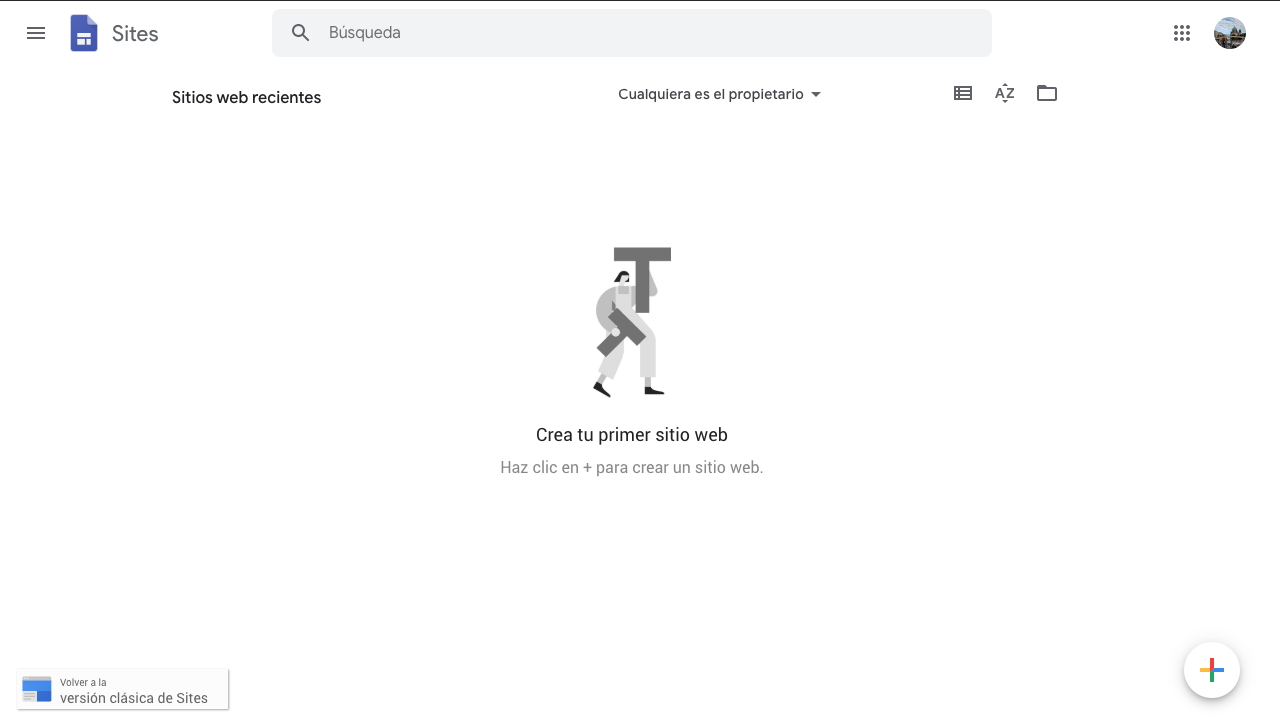 Sites
Búsqueda
Sitios web recientes
Cualquiera es el propietario
AZ
Crea tu primer sitio web
Haz clic en + para crear un sitio web.
Volver a la
versión clásica de Sites